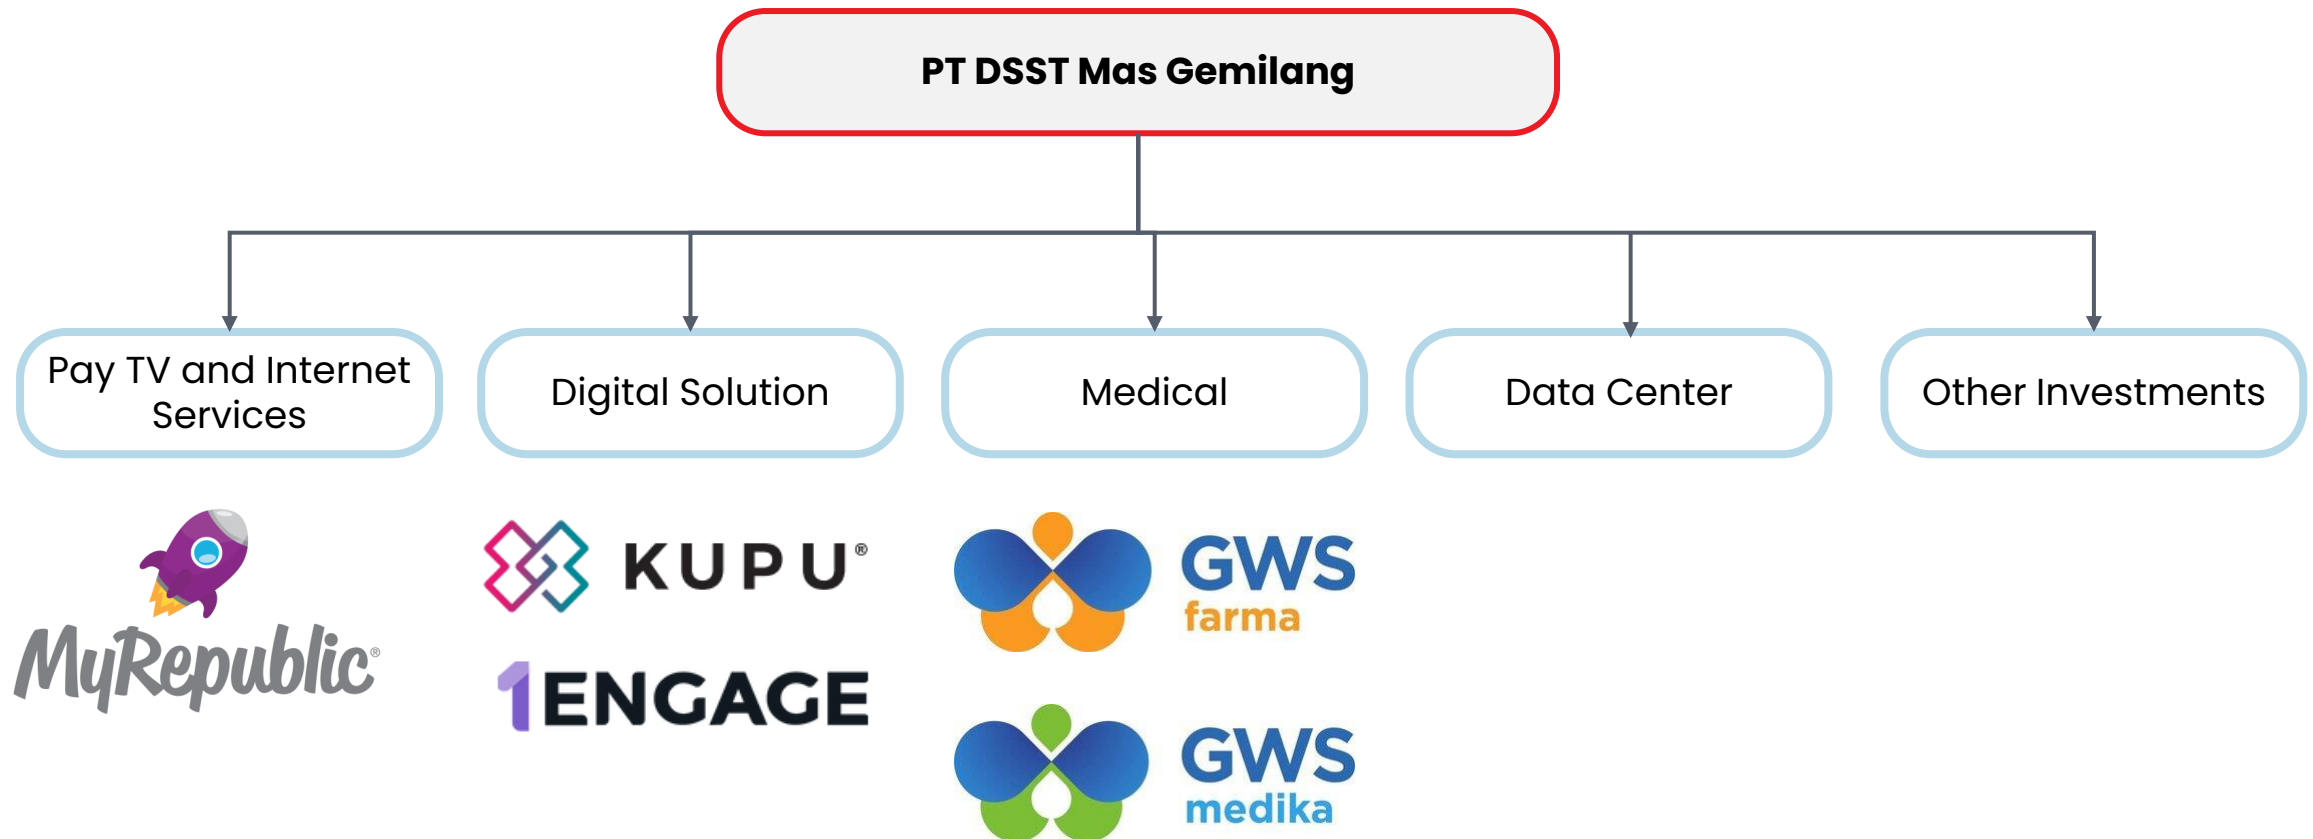 PT DSST Mas Gemilang
Pay TV and Internet
Services
Digital Solution
Medical
Data Center
Other Investments
MyRepublic®
KUPU®
1ENGAGE
GWS
farma
GWS
medika